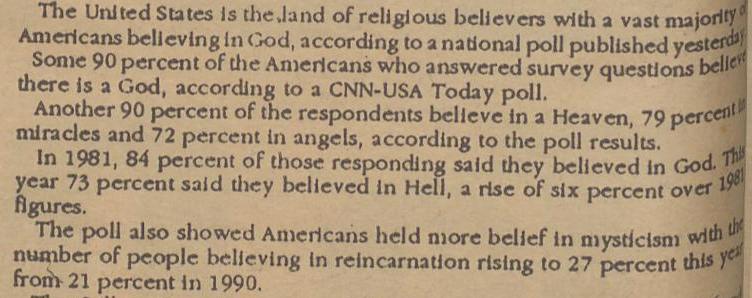 The United States is the land of religious believers with a vast majority of
Americans believing in God, according to a national poll published yesterday
Some 90 percent of the Americans who answered survey questions believe
there is a God, according to a CNN-USA Today poll.
Another 90 percent of the respondents believe in a Heaven, 79 percent in
miracles and 72 percent in angels, according to the poll results.
In 1981, 84 percent of those responding said they believed in God. This
year 73 percent said they believed in Hell, a rise of six percent over 1981
figures.
The poll also showed Americans held more belief in mysticism with the
number of people believing in reincarnation rising to 27 percent this year
from 21 percent in 1990.